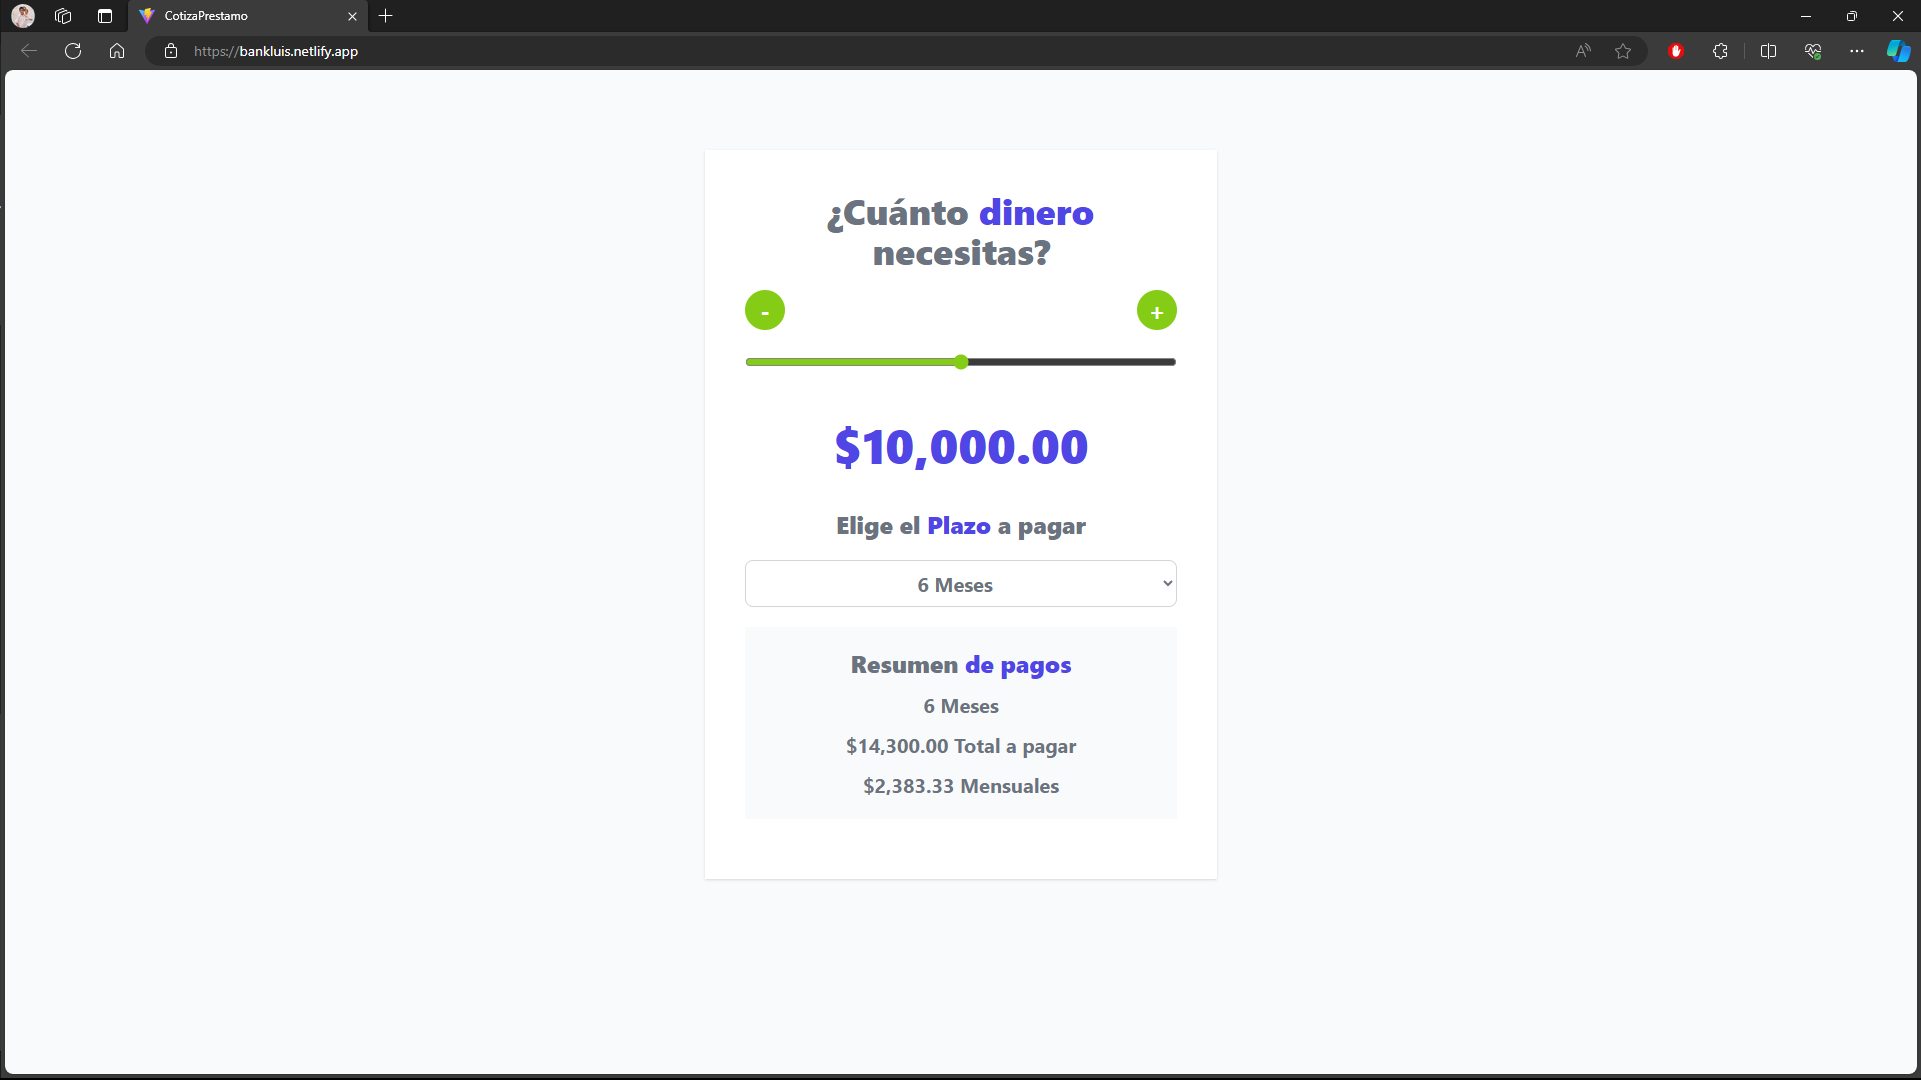 CotizaPrestamo
https://bankluis.netlify.app
¿Cuánto dinero
necesitas?
-
+
$10,000.00
Elige el Plazo a pagar
6 Meses
Resumen de pagos
6 Meses
$14,300.00 Total a pagar
$2,383.33 Mensuales